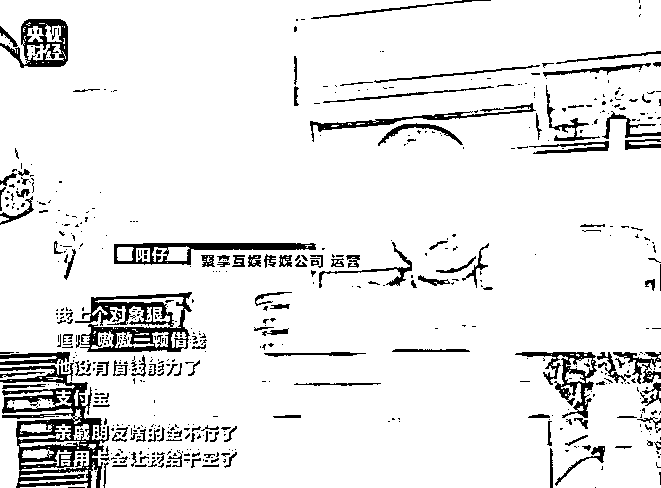 央视
财经
阳仔
聚享互娱传媒公司 运营
我上个对象狠
哐哐 嗷嗷一顿借钱
他没有借钱能力了
支付宝
亲戚朋友啥的全不行了
信用卡全让我给干空了